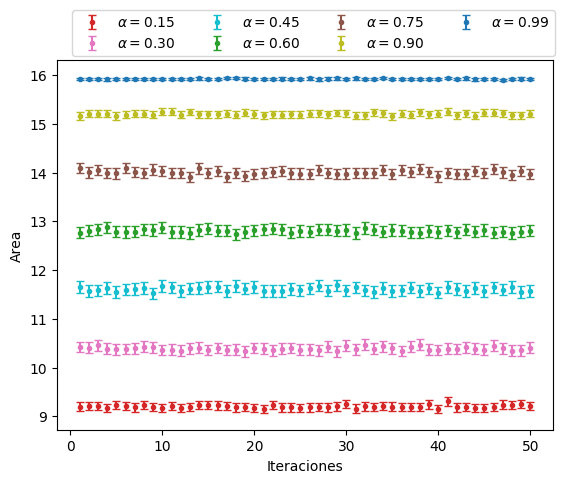 α = 0.15 α = 0.45 α = 0.75 α = 0.99
α = 0.30 α = 0.60 α = 0.90
16
15
14
13
12
11
10
9
Area
0 10 20 30 40 50
Iteraciones